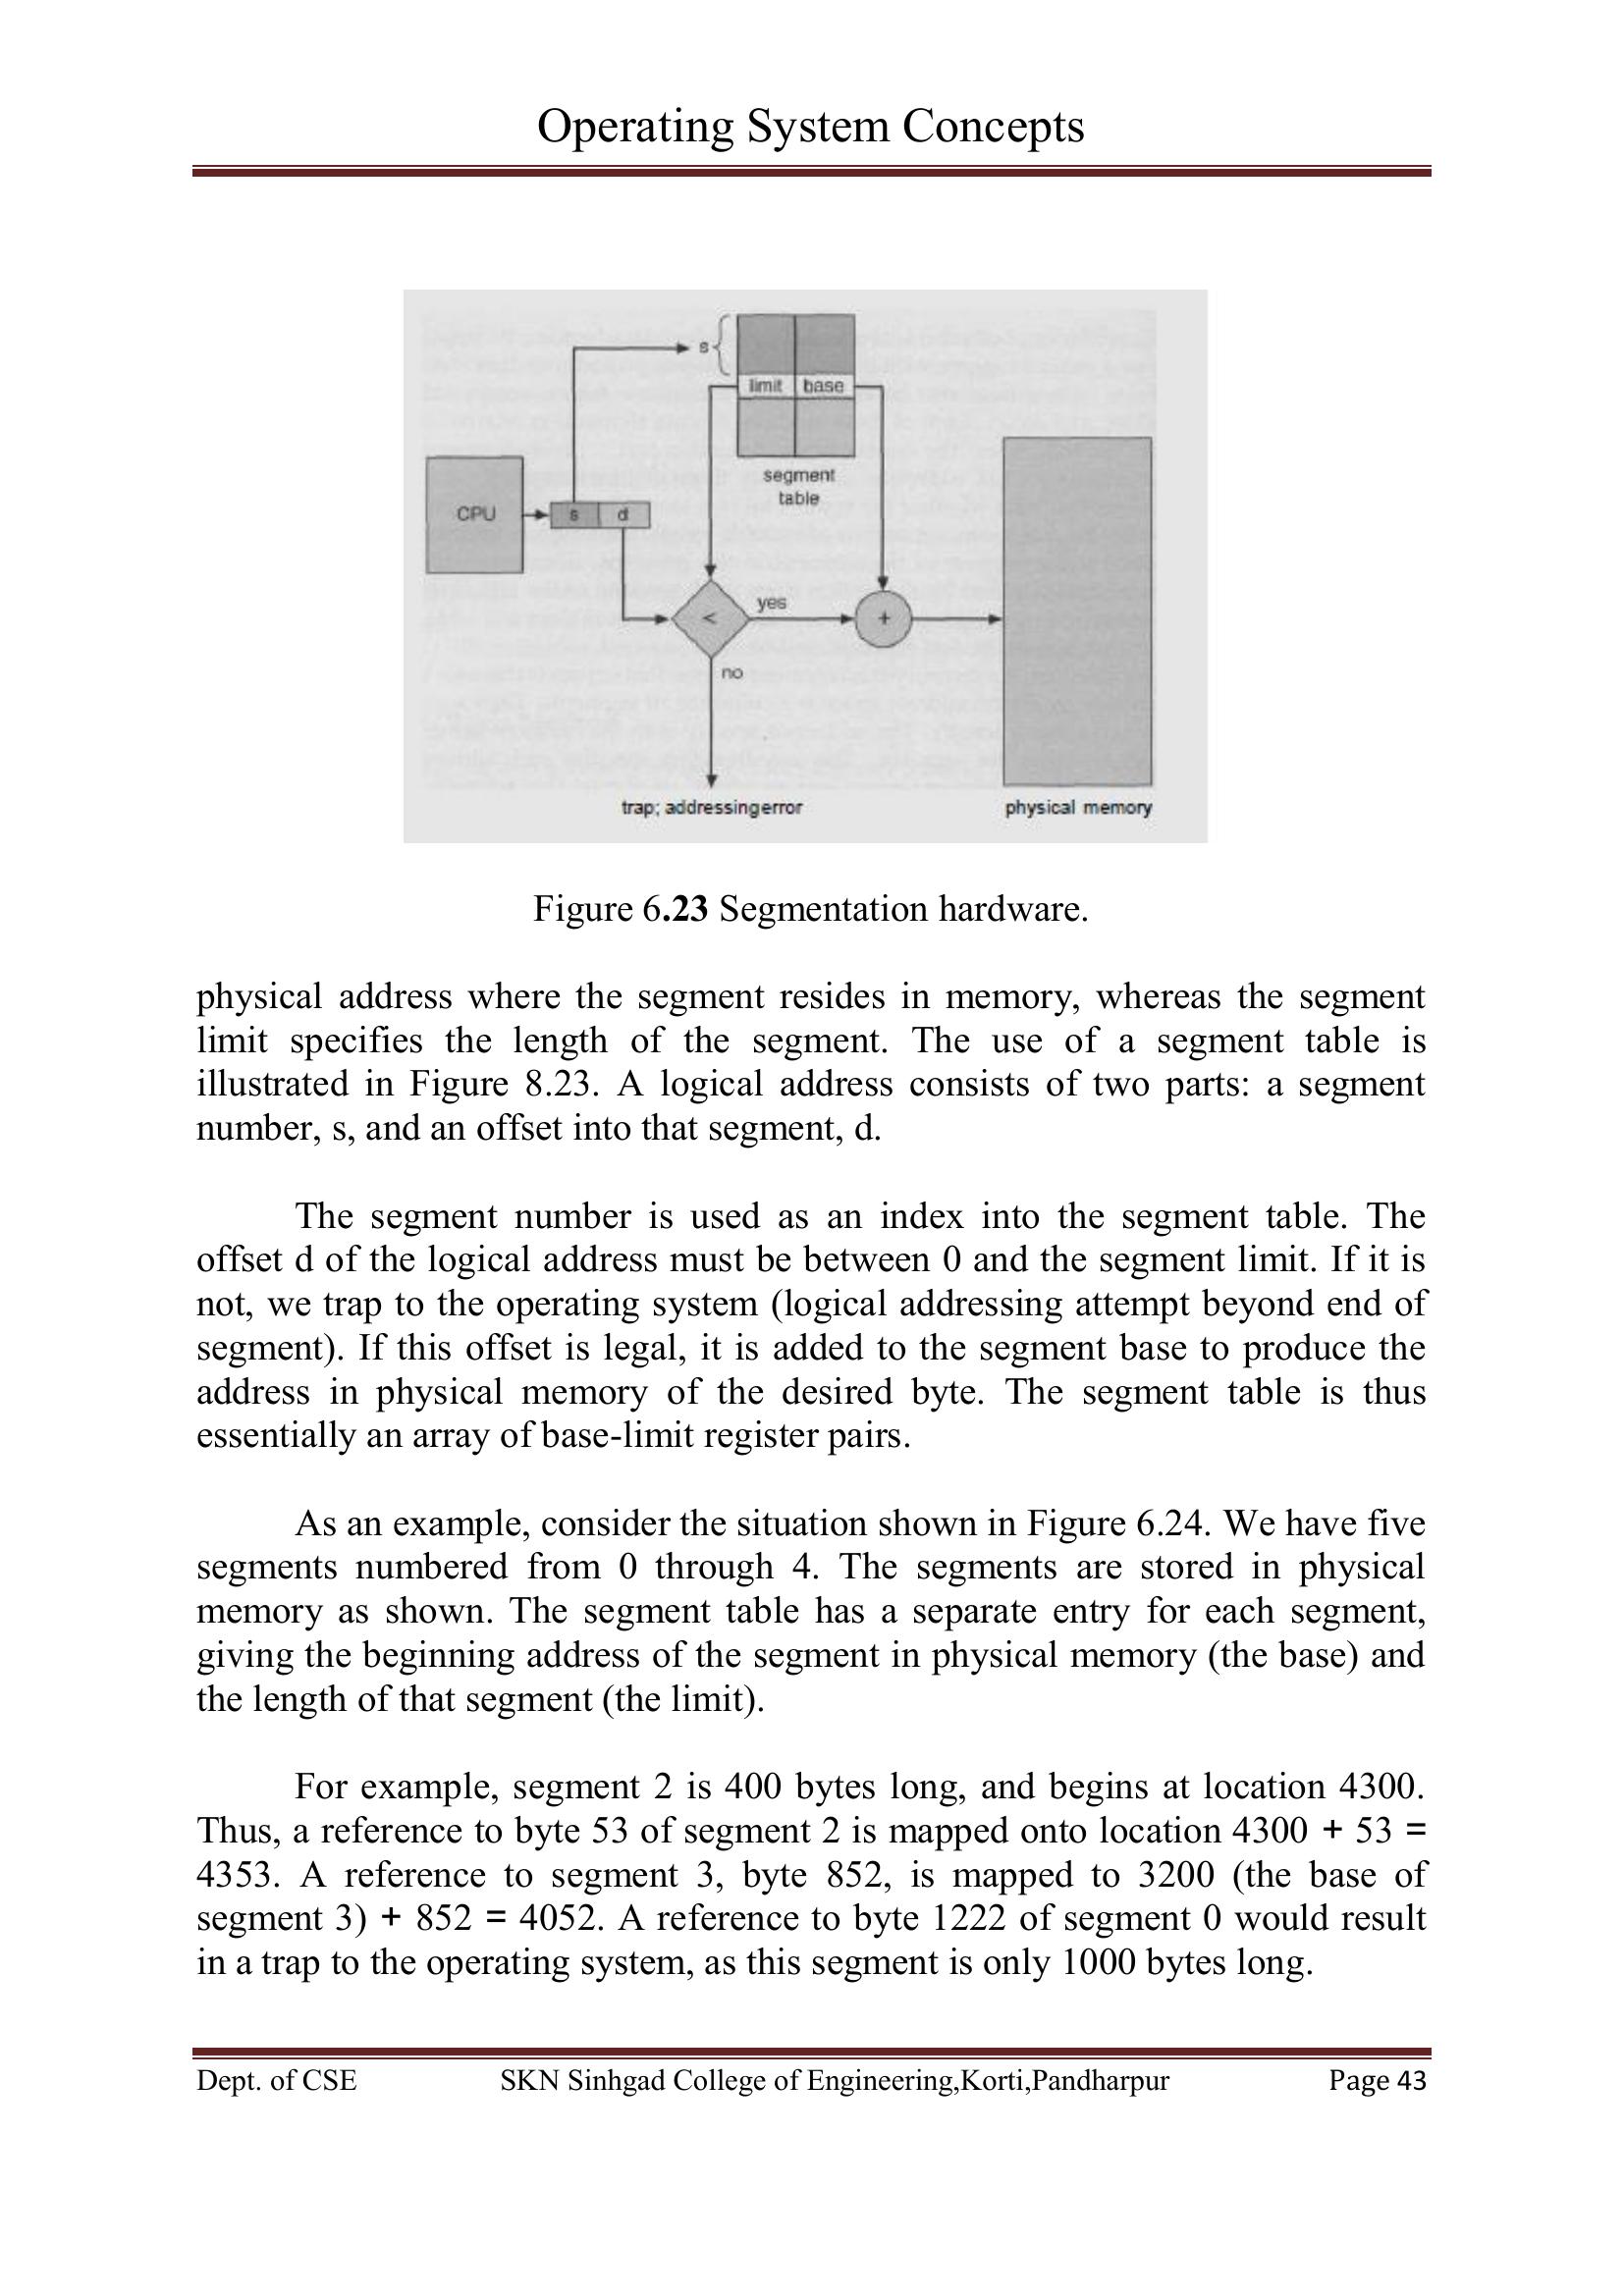 Operating System Concepts
s
limit base
segment
table
CPU
s d
<
yes
+
no
trap; addressingerror
physical memory
Figure 6.23 Segmentation hardware.
physical address where the segment resides in memory, whereas the segment
limit specifies the length of the segment. The use of a segment table is
illustrated in Figure 8.23. A logical address consists of two parts: a segment
number, s, and an offset into that segment, d.
The segment number is used as an index into the segment table. The
offset d of the logical address must be between 0 and the segment limit. If it is
not, we trap to the operating system (logical addressing attempt beyond end of
segment). If this offset is legal, it is added to the segment base to produce the
address in physical memory of the desired byte. The segment table is thus
essentially an array of base-limit register pairs.
As an example, consider the situation shown in Figure 6.24. We have five
segments numbered from 0 through 4. The segments are stored in physical
memory as shown. The segment table has a separate entry for each segment,
giving the beginning address of the segment in physical memory (the base) and
the length of that segment (the limit).
For example, segment 2 is 400 bytes long, and begins at location 4300.
Thus, a reference to byte 53 of segment 2 is mapped onto location 4300 + 53 =
4353. A reference to segment 3, byte 852, is mapped to 3200 (the base of
segment 3) + 852 = 4052. A reference to byte 1222 of segment 0 would result
in a trap to the operating system, as this segment is only 1000 bytes long.
Dept. of CSE SKN Sinhgad College of Engineering,Korti,Pandharpur Page 43